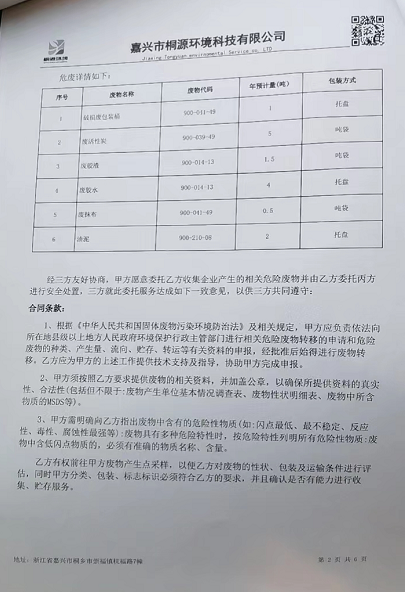 桐源环境
嘉兴市桐源环境科技有限公司
Jiaxing Tongyuan environmental Service co, LTD
危废详情如下：
序号 废物名称 废物代码 年预计量(吨) 包装方式
1 破损废包装桶 900-041-49 1 托盘
2 废活性炭 900-039-49 5 吨袋
3 废胶渣 900-014-13 1.5 吨袋
4 废胶水 900-014-13 4 托盘
5 废抹布 900-041-49 0.5 吨袋
6 油泥 900-210-08 2 托盘
经三方友好协商，甲方愿意委托乙方收集企业产生的相关危险废物并由乙方委托丙方
进行安全处置，三方就此委托服务达成如下一致意见，以供三方共同遵守：
合同条款：
1、根据《中华人民共和国固体废物污染环境防治法》及相关规定，甲方应负责依法向
所在地县级以上地方人民政府环境保护行政主管部门进行相关危险废物转移的申请和危险
废物的种类、产生量、流向、贮存、转运等有关资料的申报，经批准后始得进行废物转
移。乙方应为甲方的上述工作提供技术支持及指导，协助甲方完成申报。
2、甲方须按照乙方要求提供废物的相关资料，并加盖公章，以确保所提供资料的真实
性、合法性(包括但不限于:废物产生单位基本情况调查表、废物性状明细表、废物中所含
物质的MSDS等)。
3、甲方需明确向乙方指出废物中含有的危险性物质(如:闪点最低、最不稳定、反应
性、毒性、腐蚀性最强等):废物具有多种危险特性时，按危险特性列明所有危险性物质:废
物中含低闪点物质的，必须有准确的物质名称、含量。
乙方有权前往甲方废物产生点采样，以便乙方对废物的性状、包装及运输条件进行评
估，同时甲方分类、包装、标志标识必须符合乙方的要求，并且确认是否有能力进行收
集、贮存服务。
地址：浙江省嘉兴市桐乡市崇福镇杭福路7幢
第 2 页 共 6 页